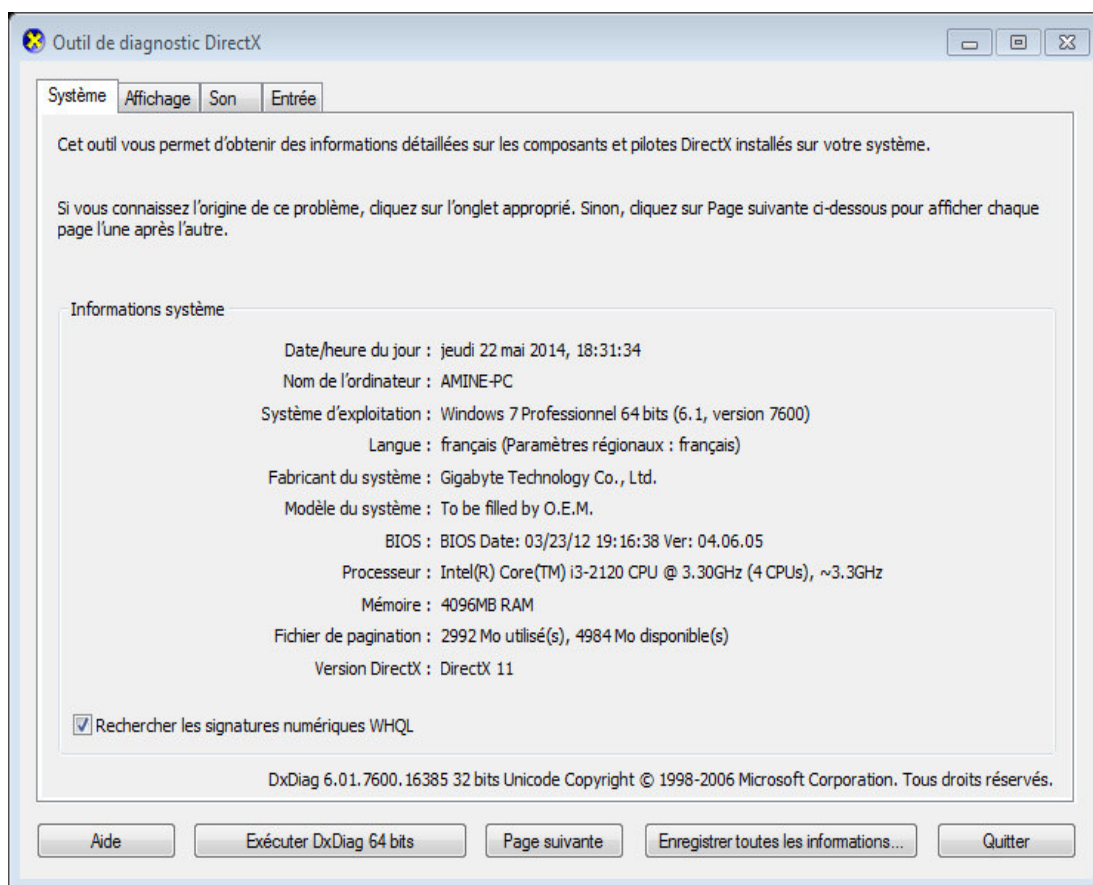 Outil de diagnostic DirectX
Système Affichage Son Entrée
Cet outil vous permet d'obtenir des informations détaillées sur les composants et pilotes DirectX installés sur votre système.
Si vous connaissez l'origine de ce problème, cliquez sur l'onglet approprié. Sinon, cliquez sur Page suivante ci-dessous pour afficher chaque
page l'une après l'autre.
Informations système
Date/heure du jour : jeudi 22 mai 2014, 18:31:34
Nom de l'ordinateur : AMINE-PC
Système d'exploitation : Windows 7 Professionnel 64 bits (6.1, version 7600)
Langue : français (Paramètres régionaux : français)
Fabricant du système : Gigabyte Technology Co., Ltd.
Modèle du système : To be filled by O.E.M.
BIOS : BIOS Date: 03/23/12 19:16:38 Ver: 04.06.05
Processeur : Intel(R) Core(TM) i3-2120 CPU @ 3.30GHz (4 CPUs), ~3.3GHz
Mémoire : 4096MB RAM
Fichier de pagination : 2992 Mo utilisé(s), 4984 Mo disponible(s)
Version DirectX : DirectX 11
Rechercher les signatures numériques WHQL
DxDiag 6.01.7600.16385 32 bits Unicode Copyright © 1998-2006 Microsoft Corporation. Tous droits réservés.
Aide Exécuter DxDiag 64 bits Page suivante Enregistrer toutes les informations... Quitter